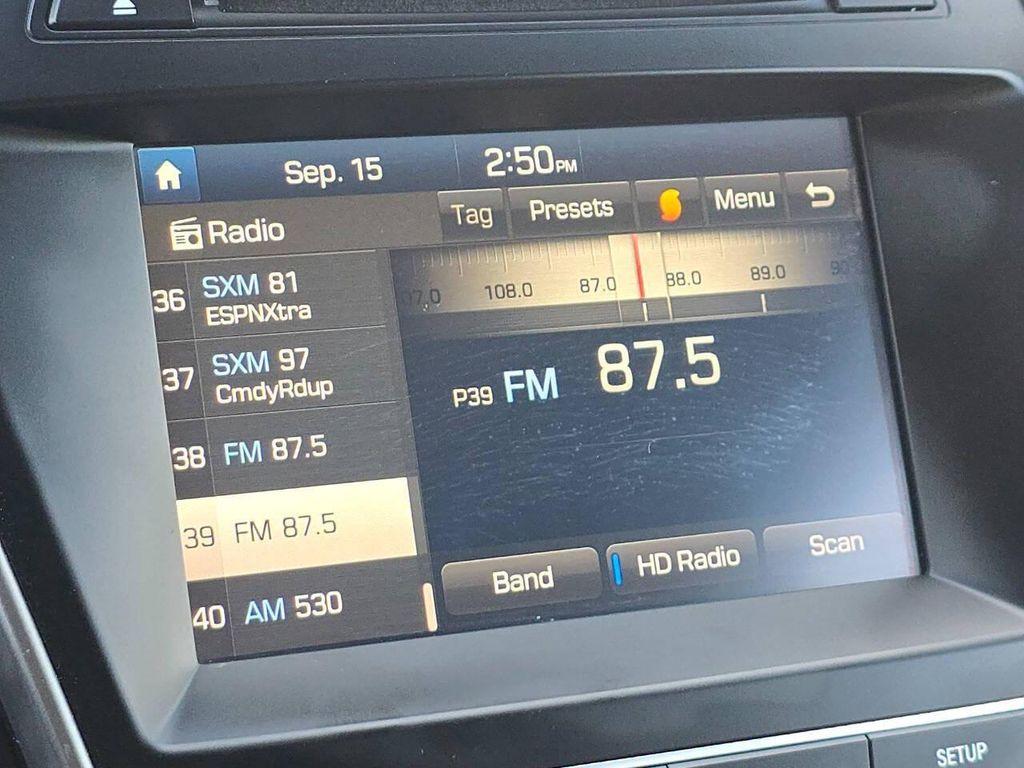 Sep. 15
2:50 PM
Radio
Tag
Presets
Menu
36 SXM 81
ESPNXtra
37 SXM 97
CmdyRdup
38 FM 87.5
39 FM 87.5
40 AM 530
108.0 87.0 88.0 89.0
P39 FM 87.5
Band
HD Radio
Scan
SETUP